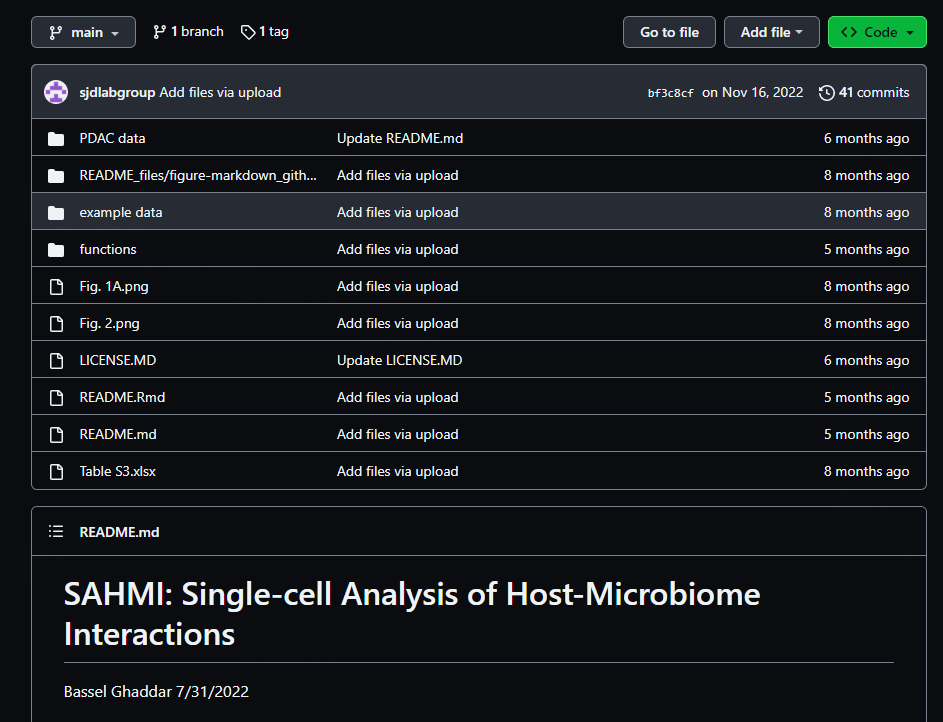 main 1 branch 1 tag Go to file Add file Code
sjdlabgroup Add files via upload bf3c8cf on Nov 16, 2022 41 commits
PDAC data Update README.md 6 months ago
README_files/figure-markdown_gith... Add files via upload 8 months ago
example data Add files via upload 8 months ago
functions Add files via upload 5 months ago
Fig. 1A.png Add files via upload 8 months ago
Fig. 2.png Add files via upload 8 months ago
LICENSE.MD Update LICENSE.MD 6 months ago
README.Rmd Add files via upload 5 months ago
README.md Add files via upload 5 months ago
Table S3.xlsx Add files via upload 8 months ago
README.md
SAHMI: Single-cell Analysis of Host-Microbiome
Interactions
Bassel Ghaddar 7/31/2022